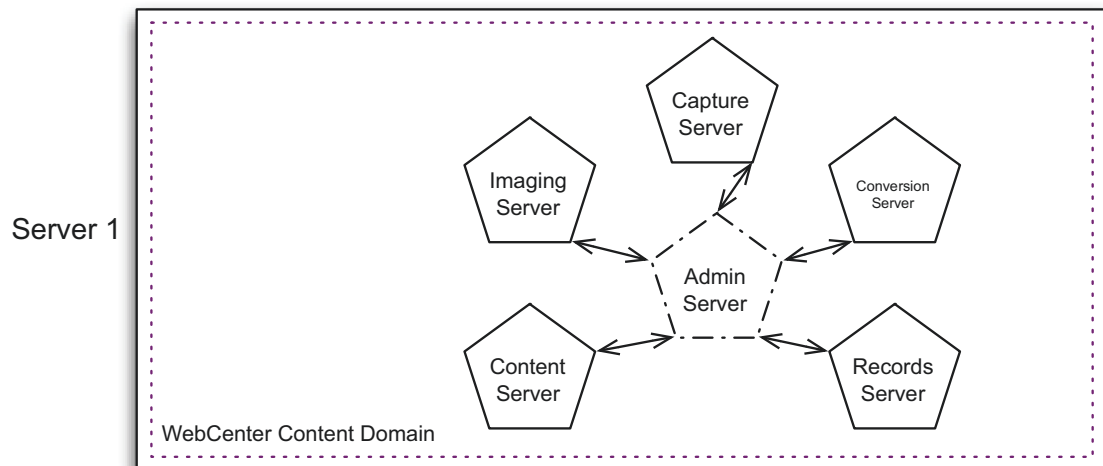 Capture
Server
Imaging
Server
Conversion
Server
Server 1
Admin
Server
Content
Server
Records
Server
WebCenter Content Domain